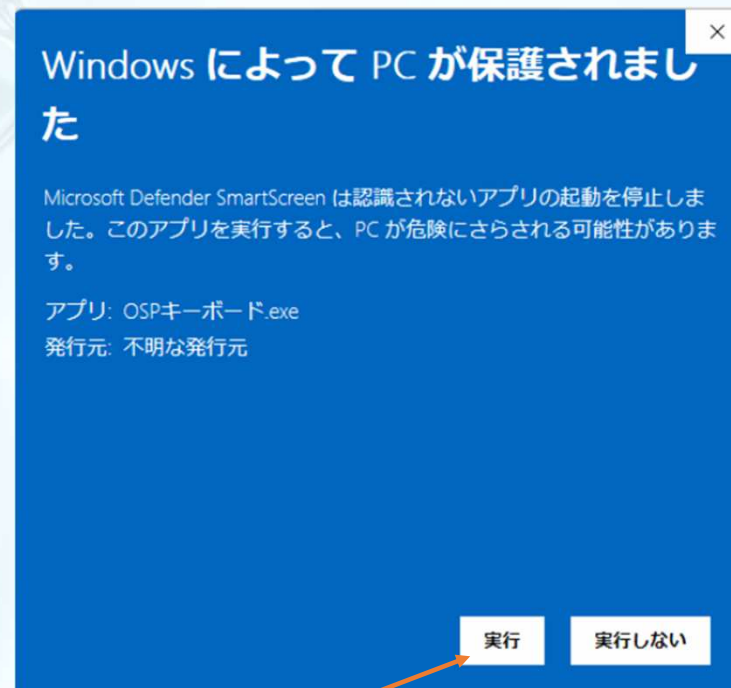 Windows によって PC が保護されまし
た
Microsoft Defender SmartScreen は認識されないアプリの起動を停止しま
した。このアプリを実行すると、PC が危険にさらされる可能性がありま
す。
アプリ: OSPキーボード.exe
発行元: 不明な発行元
実行 実行しない